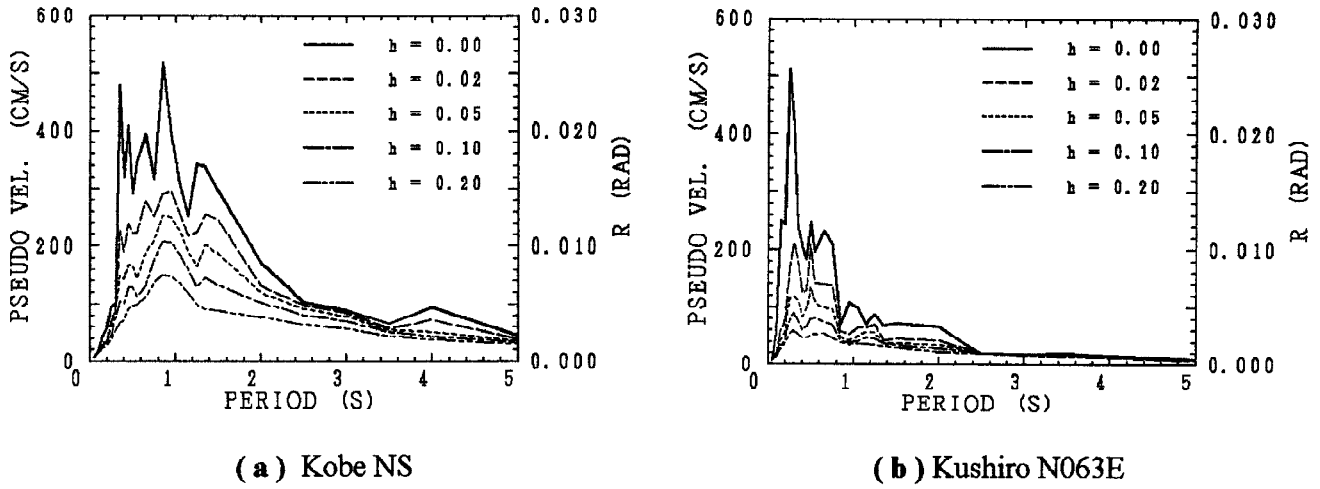 600
400
200
0
PSEUDO VEL. (CM/S)
h = 0.00
h = 0.02
h = 0.05
h = 0.10
h = 0.20
0.030
0.020
0.010
0.000
R (RAD)
0 1 2 3 4 5
PERIOD (S)
( a ) Kobe NS
600
400
200
0
PSEUDO VEL. (CM/S)
h = 0.00
h = 0.02
h = 0.05
h = 0.10
h = 0.20
0.030
0.020
0.010
0.000
R (RAD)
0 1 2 3 4 5
PERIOD (S)
( b ) Kushiro N063E